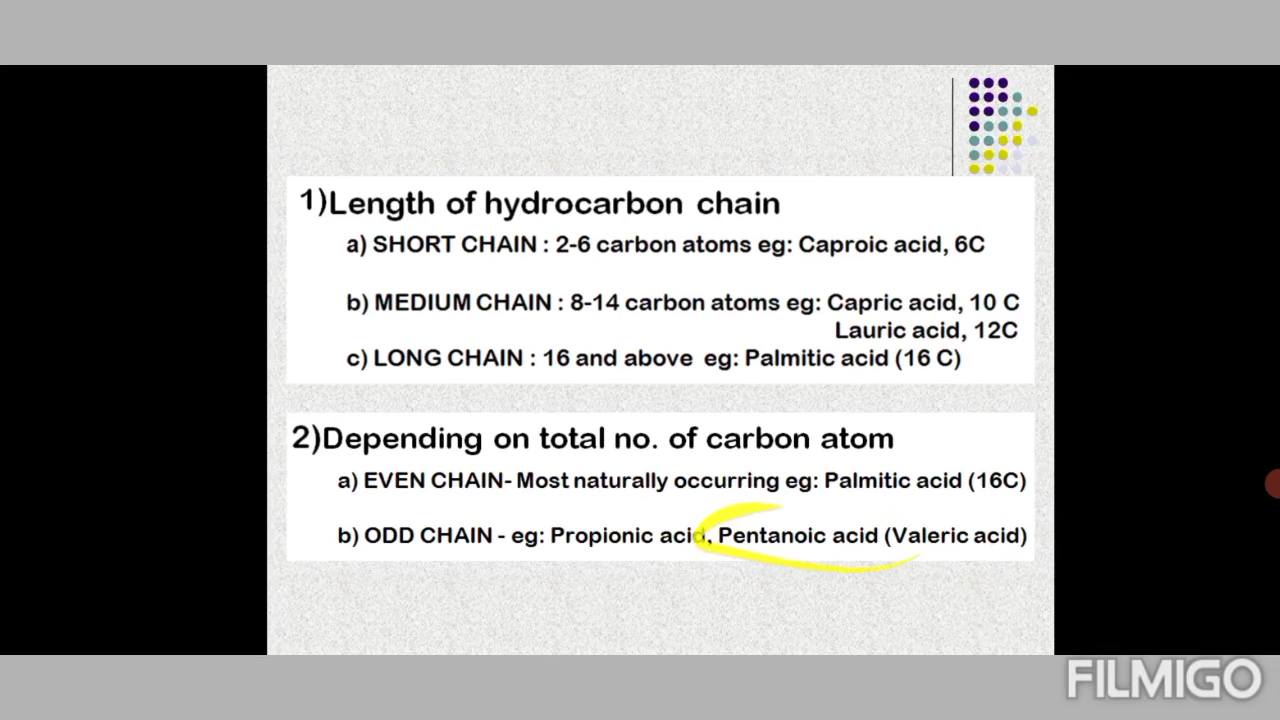 1)Length of hydrocarbon chain
a) SHORT CHAIN : 2-6 carbon atoms eg: Caproic acid, 6C
b) MEDIUM CHAIN : 8-14 carbon atoms eg: Capric acid, 10 C
Lauric acid, 12C
c) LONG CHAIN : 16 and above eg: Palmitic acid (16 C)
2)Depending on total no. of carbon atom
a) EVEN CHAIN- Most naturally occurring eg: Palmitic acid (16C)
b) ODD CHAIN - eg: Propionic acid, Pentanoic acid (Valeric acid)
FILMIGO